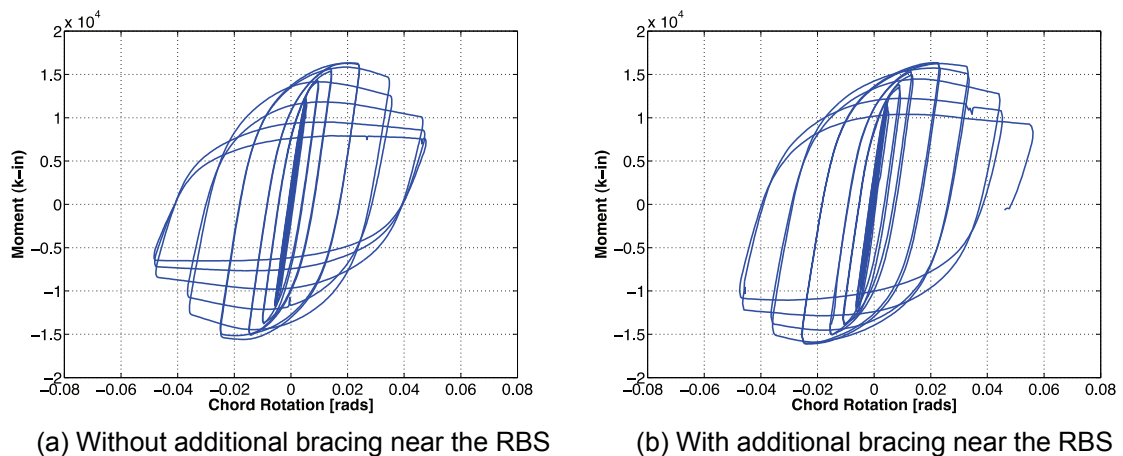 x 10⁴
2
1.5
1
0.5
0
−0.5
−1
−1.5
−2
−0.08 −0.06 −0.04 −0.02 0 0.02 0.04 0.06 0.08
Moment (k−in)
Chord Rotation [rads]
(a) Without additional bracing near the RBS
x 10⁴
2
1.5
1
0.5
0
−0.5
−1
−1.5
−2
−0.08 −0.06 −0.04 −0.02 0 0.02 0.04 0.06 0.08
Moment (k−in)
Chord Rotation [rads]
(b) With additional bracing near the RBS